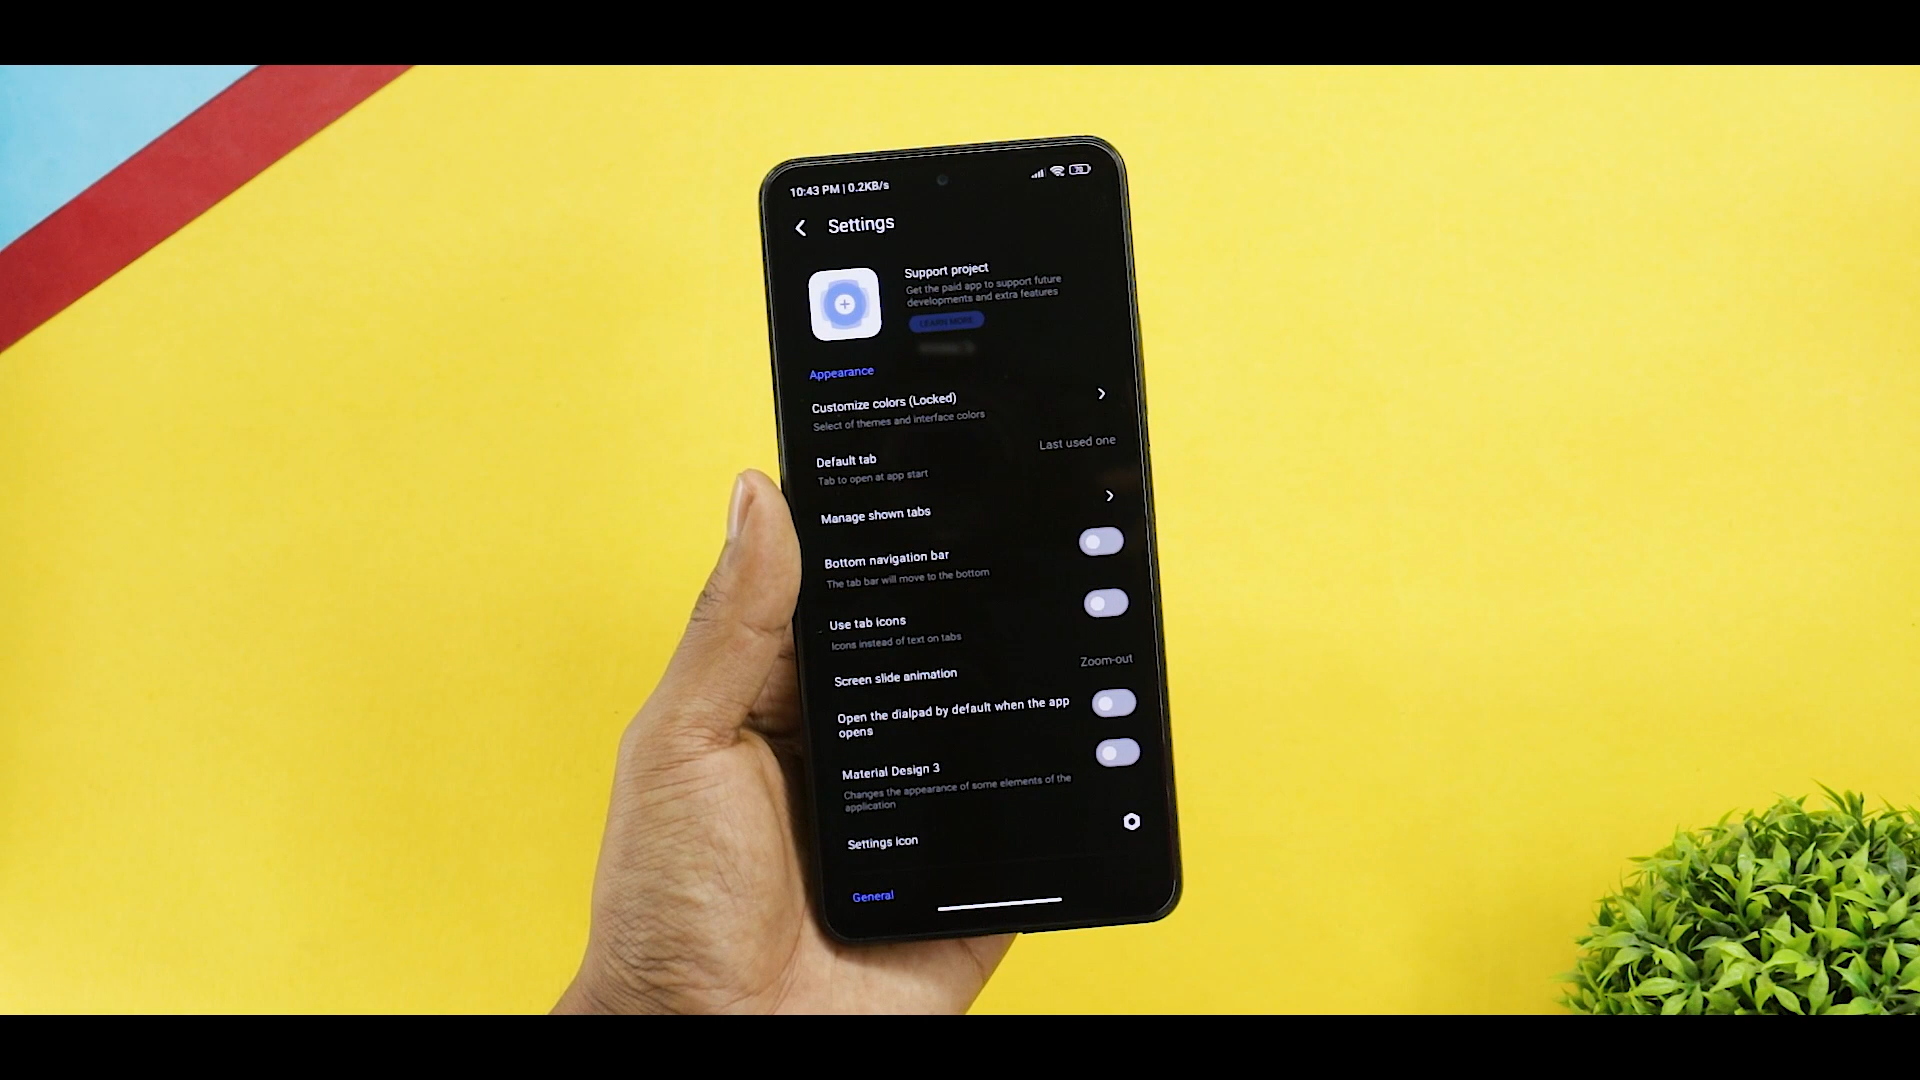 10:43 PM | 0.2KB/s
Settings
Support project
Get the paid app to support future
developments and extra features
LEARN MORE
Appearance
Customize colors (Locked)
Select of themes and interface colors
Default tab
Last used one
Tab to open at app start
Manage shown tabs
Bottom navigation bar
The tab bar will move to the bottom
Use tab icons
Icons instead of text on tabs
Screen slide animation
Zoom-out
Open the dialpad by default when the app
opens
Material Design 3
Changes the appearance of some elements of the
application
Settings icon
General